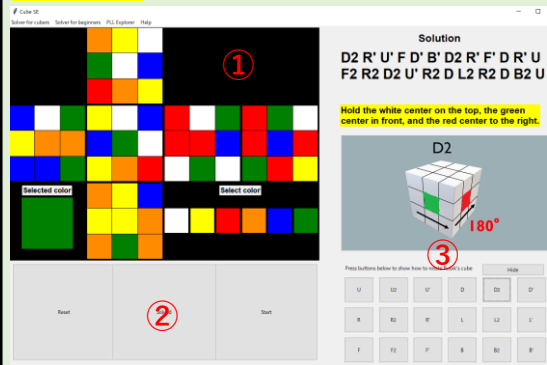 Cube SE
Solver for cubers Solver for beginners PLL Explorer Help
①
Solution
D2 R' U' F D' B' D2 R' F' D R' U
F2 R2 D2 U' R2 D L2 R2 D B2 U
Hold the white center on the top, the green
center in front, and the red center to the right.
D2
180°
Selected color
Select color
③
Press buttons below to show how to rotate Rubik's cube
Hide
U U2 U' D D2 D'
Reset
②
Start
R R2 R' L L2 L'
F F2 F' B B2 B'